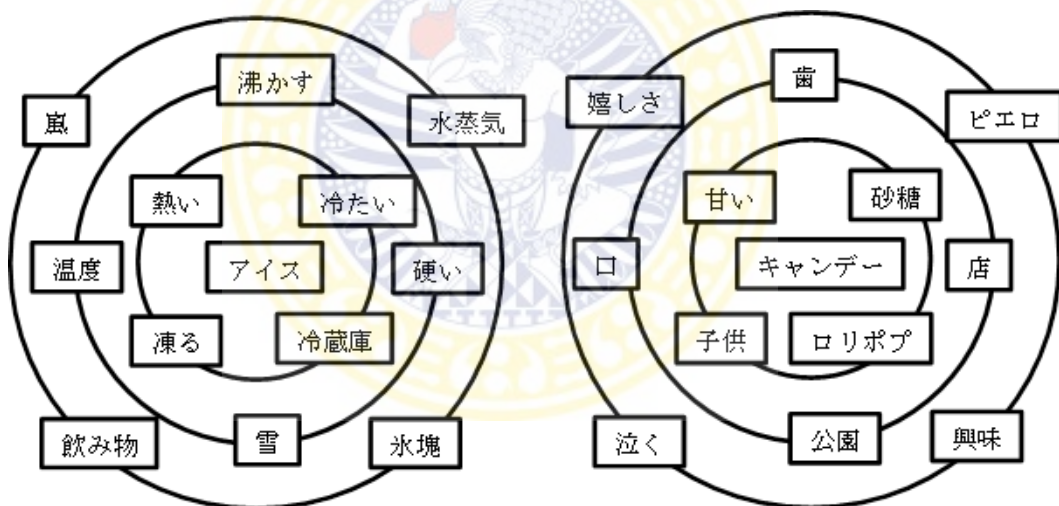 沸かす
嵐
水蒸気
熱い
冷たい
温度
アイス
硬い
凍る
冷蔵庫
飲み物
雪
氷塊
歯
嬉しさ
ピエロ
甘い
砂糖
口
キャンデー
店
子供
ロリポプ
泣く
公園
興味